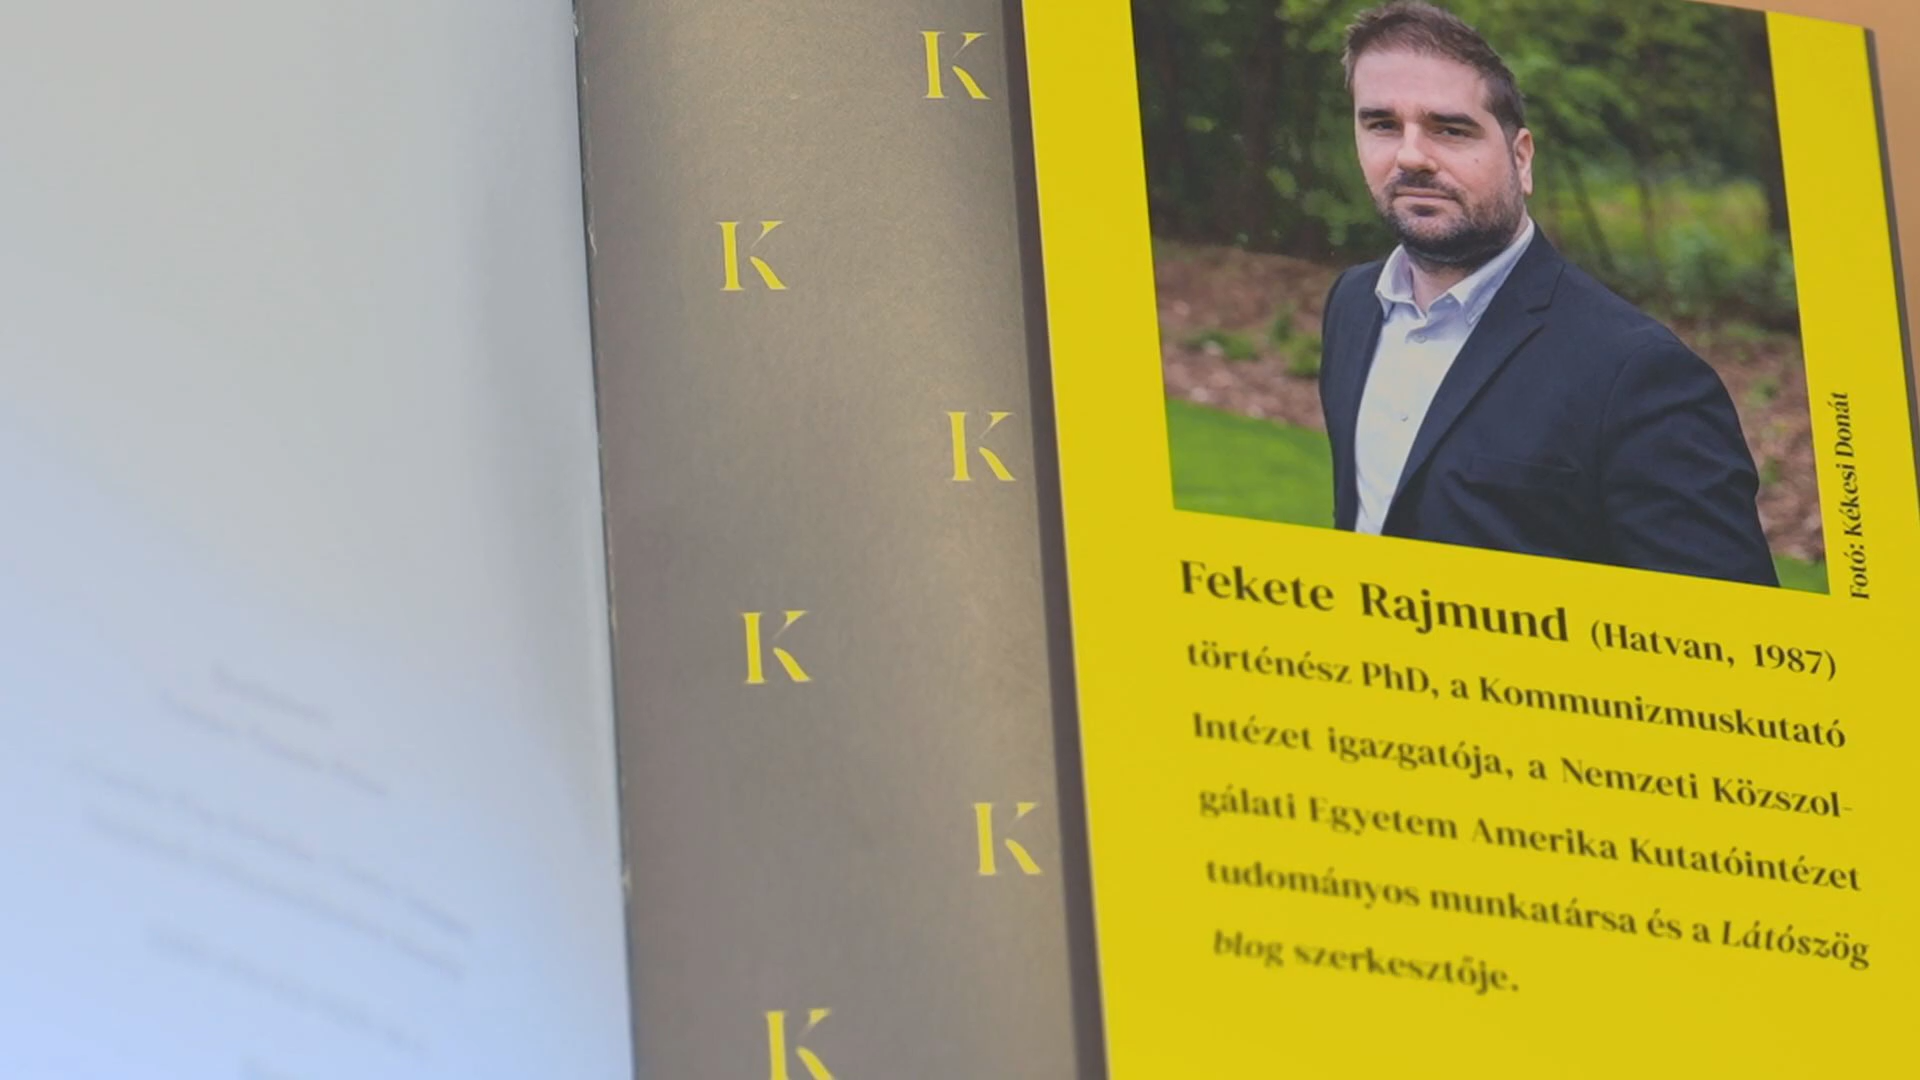 K
K
K
K
K
K
Fotó: Kékesi Donát
Fekete Rajmund (Hatvan, 1987)
történész PhD, a Kommunizmuskutató
Intézet igazgatója, a Nemzeti Közszol-
gálati Egyetem Amerika Kutatóintézet
tudományos munkatársa és a Látószög
blog szerkesztője.